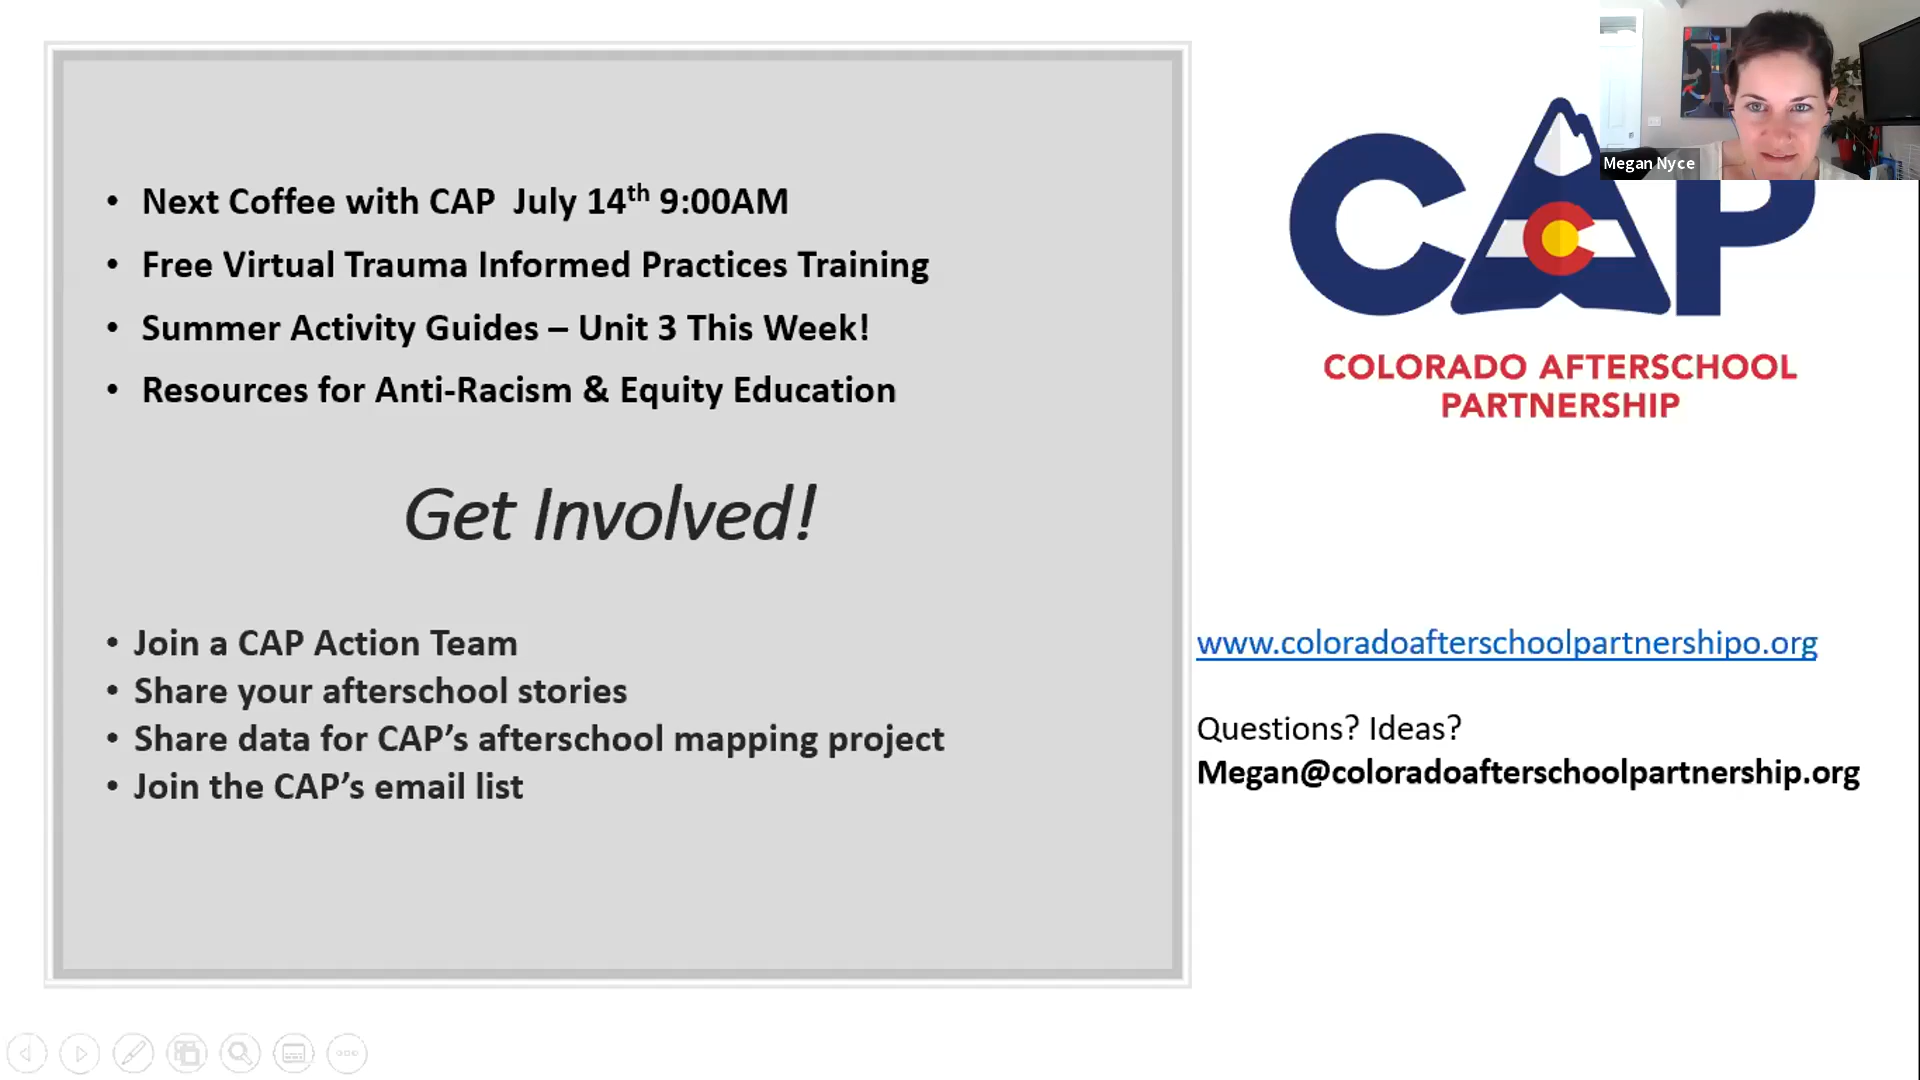 Next Coffee with CAP July 14th 9:00AM
Free Virtual Trauma Informed Practices Training
Summer Activity Guides – Unit 3 This Week!
Resources for Anti-Racism & Equity Education
Get Involved!
Join a CAP Action Team
Share your afterschool stories
Share data for CAP’s afterschool mapping project
Join the CAP’s email list
Megan Nyce
CAP
COLORADO AFTERSCHOOL
PARTNERSHIP
www.coloradoafterschoolpartnershipo.org
Questions? Ideas?
Megan@coloradoafterschoolpartnership.org